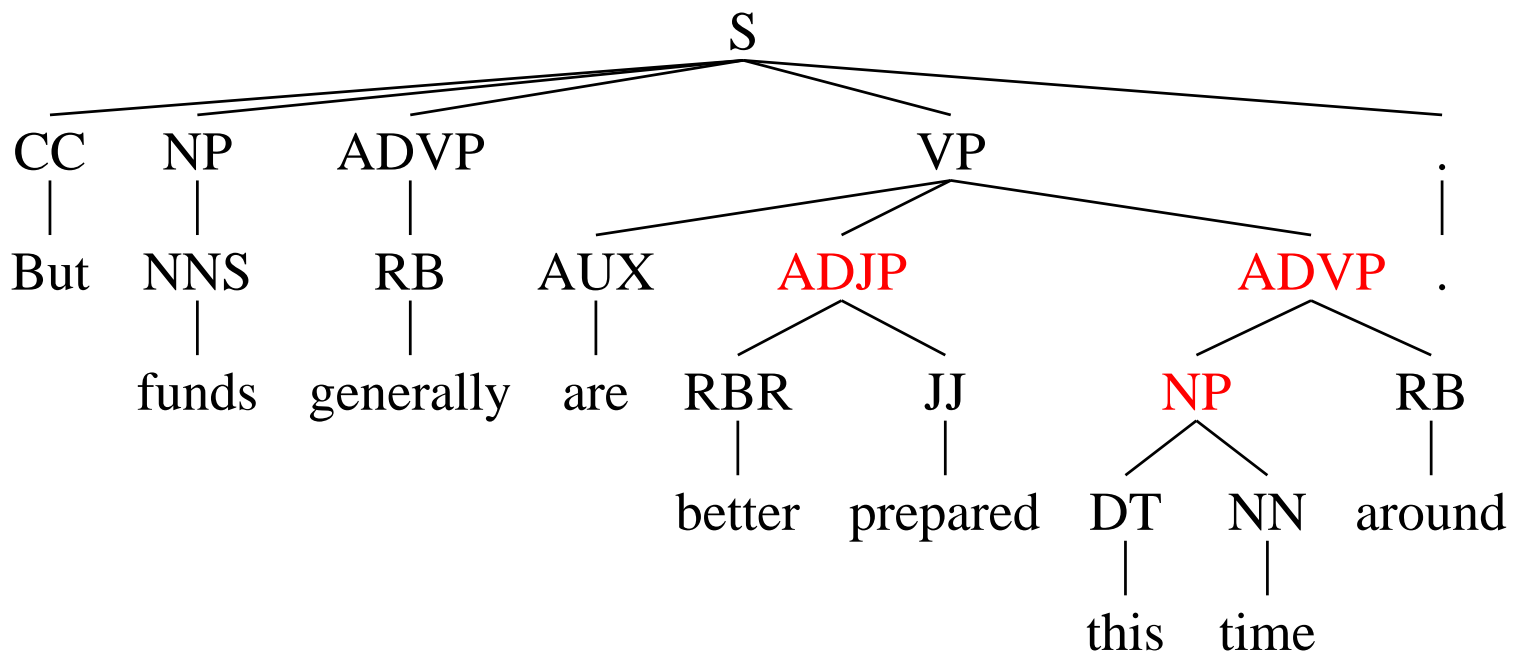 S
CC NP ADVP VP .
But NNS RB AUX ADJP ADVP .
funds generally are RBR JJ NP RB
better prepared DT NN around
this time